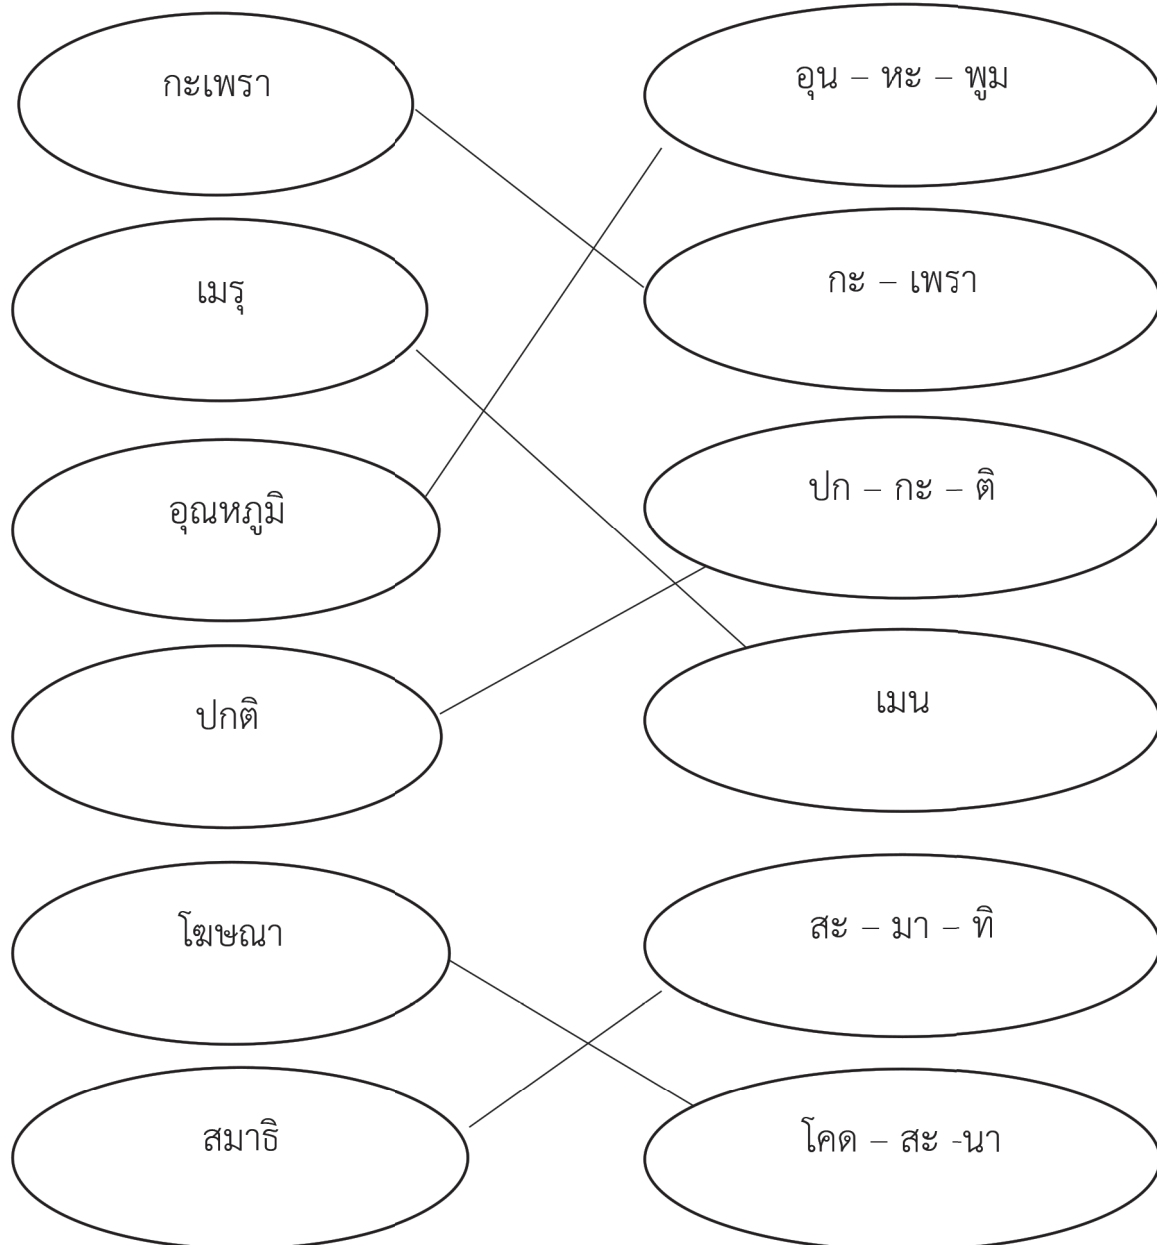 กะเพรา
อุน – หะ – พูม
เมรุ
กะ – เพรา
อุณหภูมิ
ปก – กะ – ติ
ปกติ
เมน
โฆษณา
สะ – มา – ทิ
สมาธิ
โคด – สะ -นา